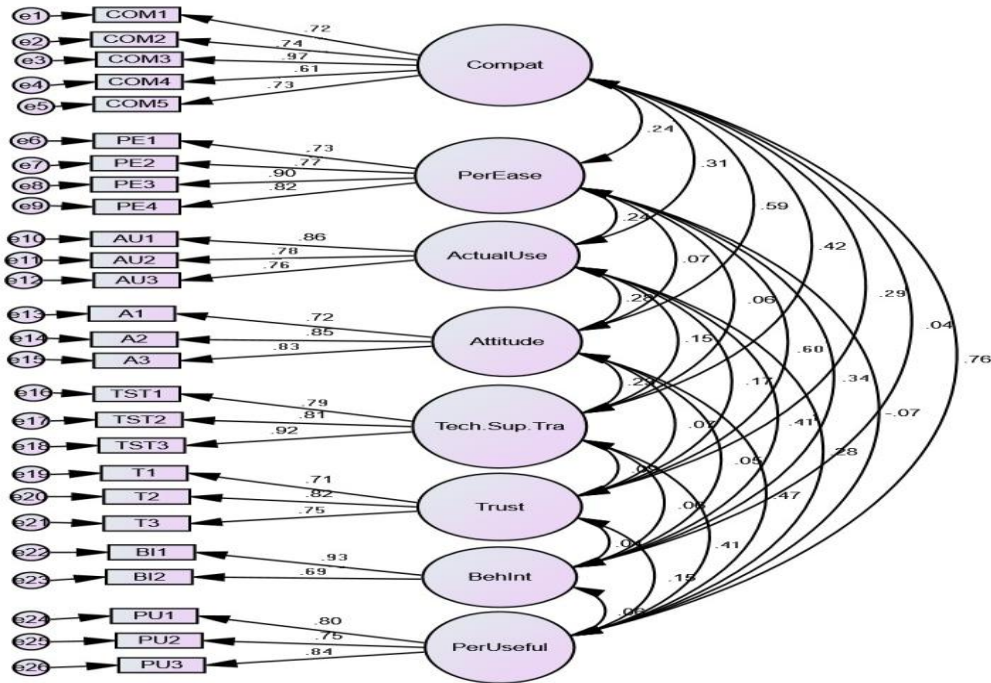 e1 COM1 .72
e2 COM2 .74
e3 COM3 .97
e4 COM4 .61
e5 COM5 .73
Compat
e6 PE1 .73
e7 PE2 .77
e8 PE3 .90
e9 PE4 .82
PerEase
e10 AU1 .86
e11 AU2 .78
e12 AU3 .76
ActualUse
e13 A1 .72
e14 A2 .85
e15 A3 .83
Attitude
e16 TST1 .79
e17 TST2 .81
e18 TST3 .92
Tech.Sup.Tra
e19 T1 .71
e20 T2 .82
e21 T3 .75
Trust
e22 BI1 .93
e23 BI2 .69
BehInt
e24 PU1 .80
e25 PU2 .75
e26 PU3 .84
PerUseful
.24
.31
.59
.42
.29
.04
.76
.24
.07
.06
.60
.34
-.07
.15
.17
.41
.28
.05
.47
.06
.41
.15